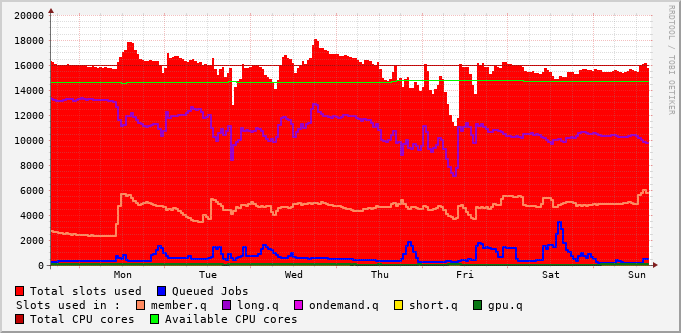 20000
18000
16000
14000
12000
10000
8000
6000
4000
2000
0
Mon Tue Wed Thu Fri Sat Sun
RRDTOOL / TOBI OETIKER
Total slots used Queued Jobs
Slots used in : member.q long.q ondemand.q short.q gpu.q
Total CPU cores Available CPU cores